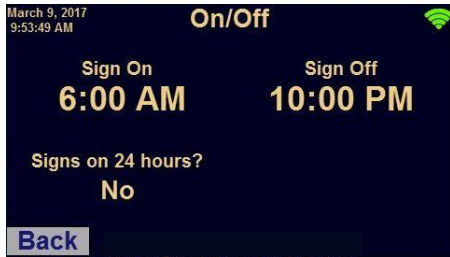 March 9, 2017
9:53:49 AM
On/Off
Sign On
6:00 AM
Sign Off
10:00 PM
Signs on 24 hours?
No
Back